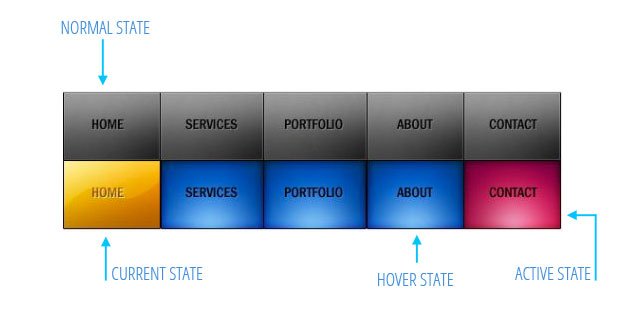 NORMAL STATE
HOME SERVICES PORTFOLIO ABOUT CONTACT
HOME SERVICES PORTFOLIO ABOUT CONTACT
CURRENT STATE
HOVER STATE
ACTIVE STATE